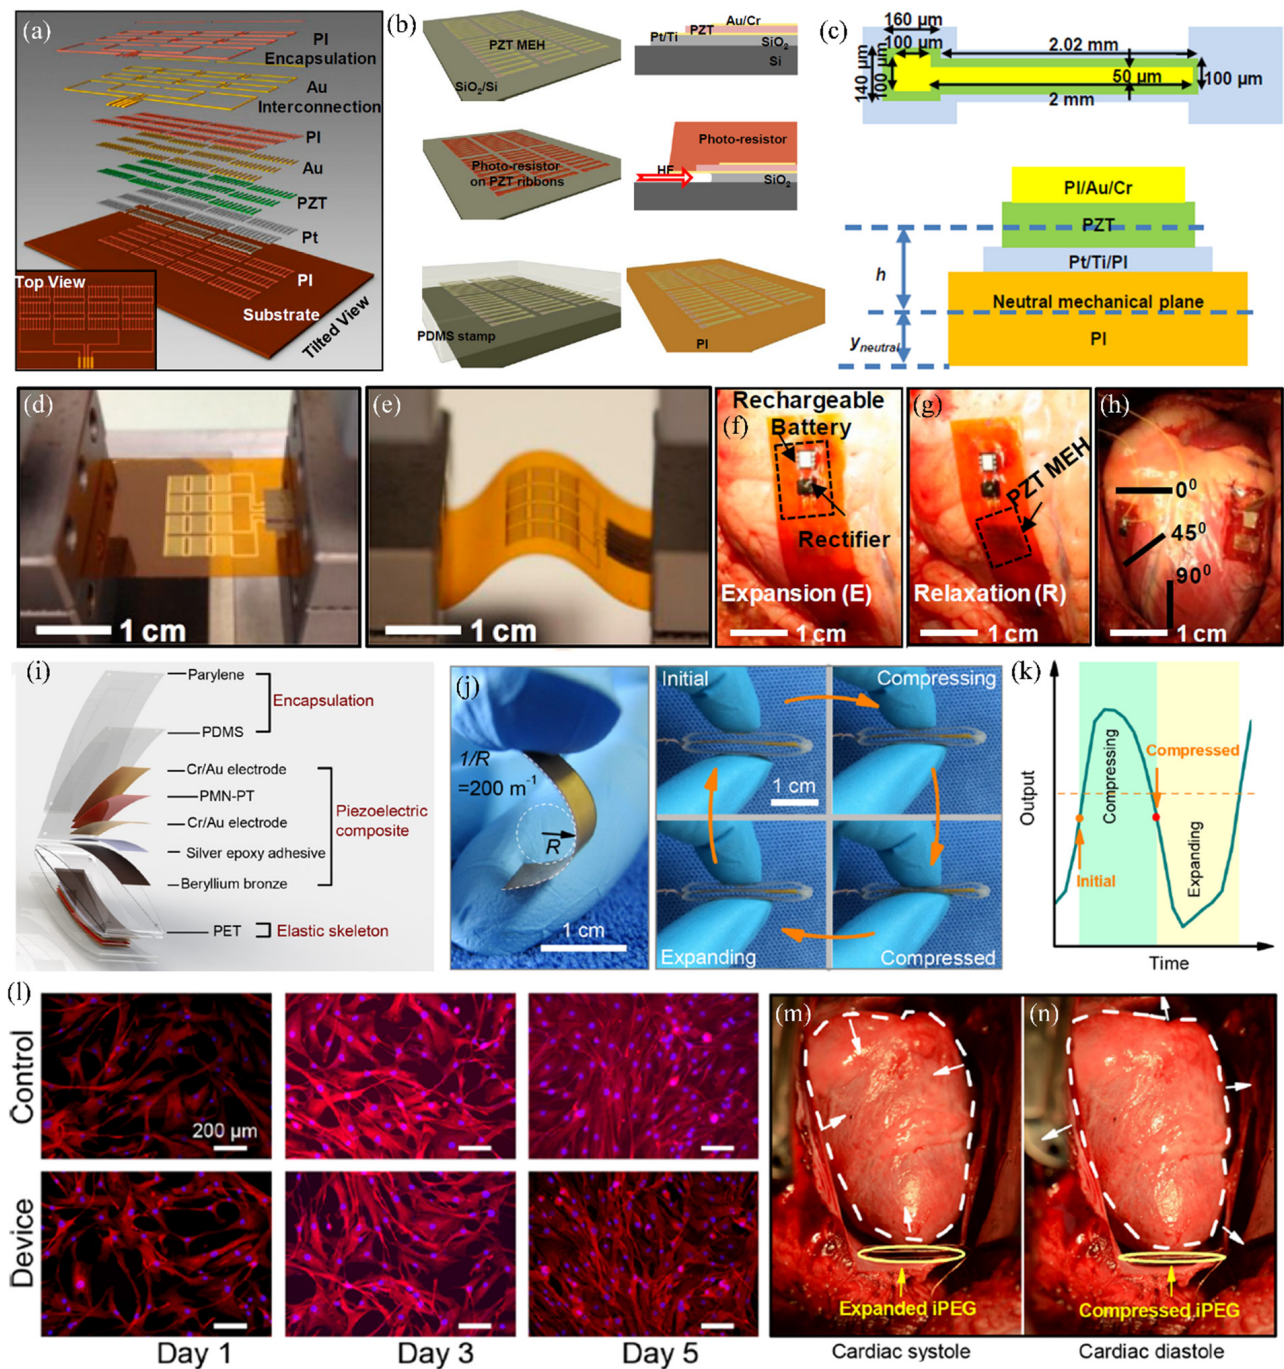 (a)
PI
Encapsulation
Au
Interconnection
PI
Au
PZT
Pt
PI
Top View
Substrate
Tilted View
(b)
PZT MEH
SiO2/Si
Au/Cr
PZT
Pt/Ti
SiO2
Si
Photo-resistor
on PZT ribbons
Photo-resistor
HF
SiO2
PDMS stamp
PI
(c)
160 µm
100 µm
2.02 mm
140 µm
100 µm
50 µm
100 µm
2 mm
PI/Au/Cr
PZT
Pt/Ti/PI
h
Neutral mechanical plane
PI
yneutral
(d)
1 cm
(e)
1 cm
(f)
Rechargeable
Battery
Rectifier
Expansion (E)
1 cm
(g)
PZT MEH
Relaxation (R)
1 cm
(h)
0⁰
45⁰
90⁰
1 cm
(i)
Parylene
Encapsulation
PDMS
Cr/Au electrode
PMN-PT
Piezoelectric
composite
Cr/Au electrode
Silver epoxy adhesive
Beryllium bronze
PET
Elastic skeleton
(j)
1/R
=200 m⁻¹
R
1 cm
Initial
Compressing
1 cm
Expanding
Compressed
(k)
Output
Compressing
Compressed
Initial
Expanding
Time
(l)
Control
200 µm
Device
Day 1
Day 3
Day 5
(m)
Expanded iPEG
Cardiac systole
(n)
Compressed iPEG
Cardiac diastole